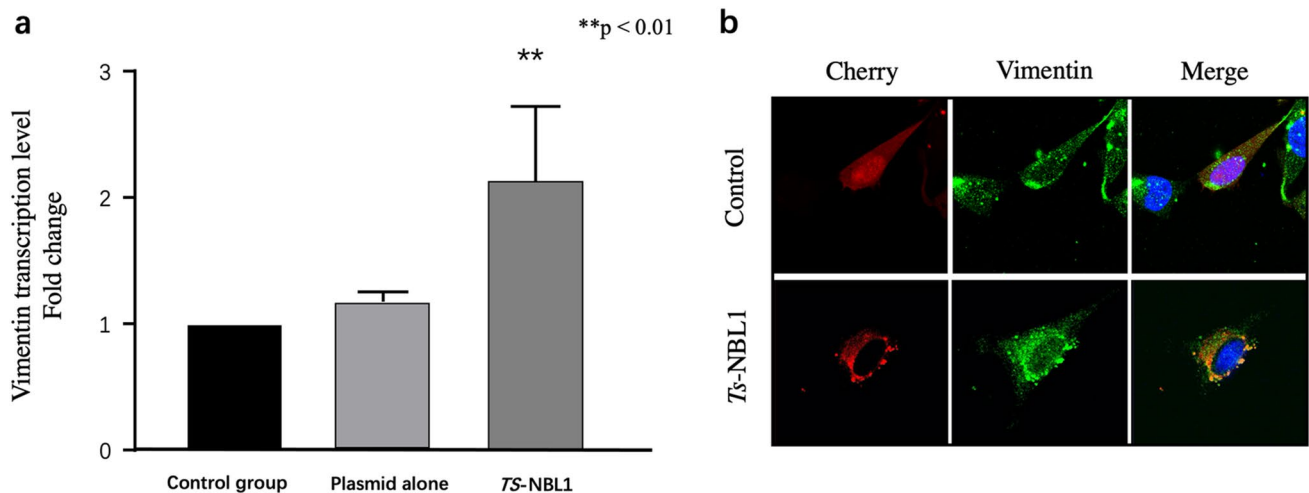 a
**p < 0.01
**
Vimentin transcription level
Fold change
3
2
1
0
Control group
Plasmid alone
TS-NBL1
b
Cherry
Vimentin
Merge
Control
Ts-NBL1